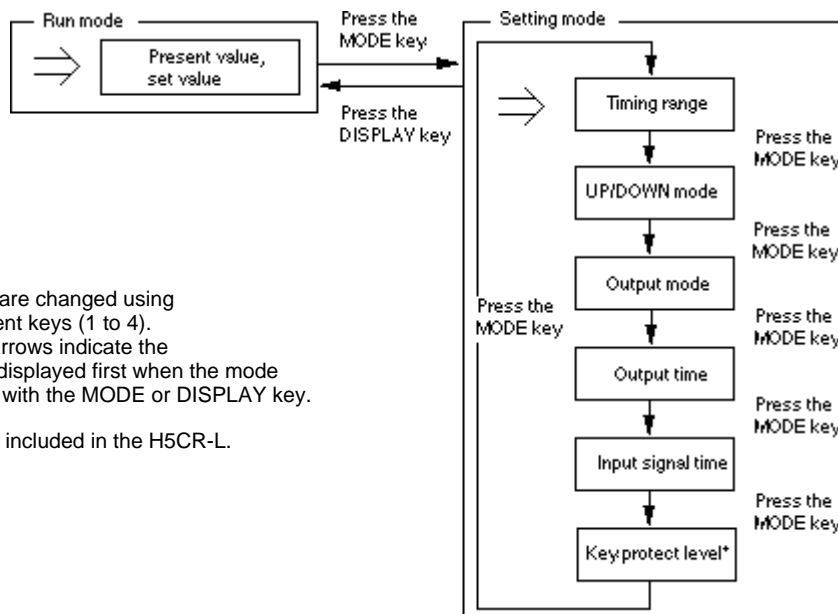 Run mode
Present value,
set value
Press the
MODE key
Press the
DISPLAY key
Setting mode
Timing range
Press the
MODE key
UP/DOWN mode
Press the
MODE key
Output mode
Press the
MODE key
Output time
Press the
MODE key
Input signal time
Press the
MODE key
Key protect level*
Press the
MODE key
are changed using
ent keys (1 to 4).
arrows indicate the
displayed first when the mode
with the MODE or DISPLAY key.
included in the H5CR-L.